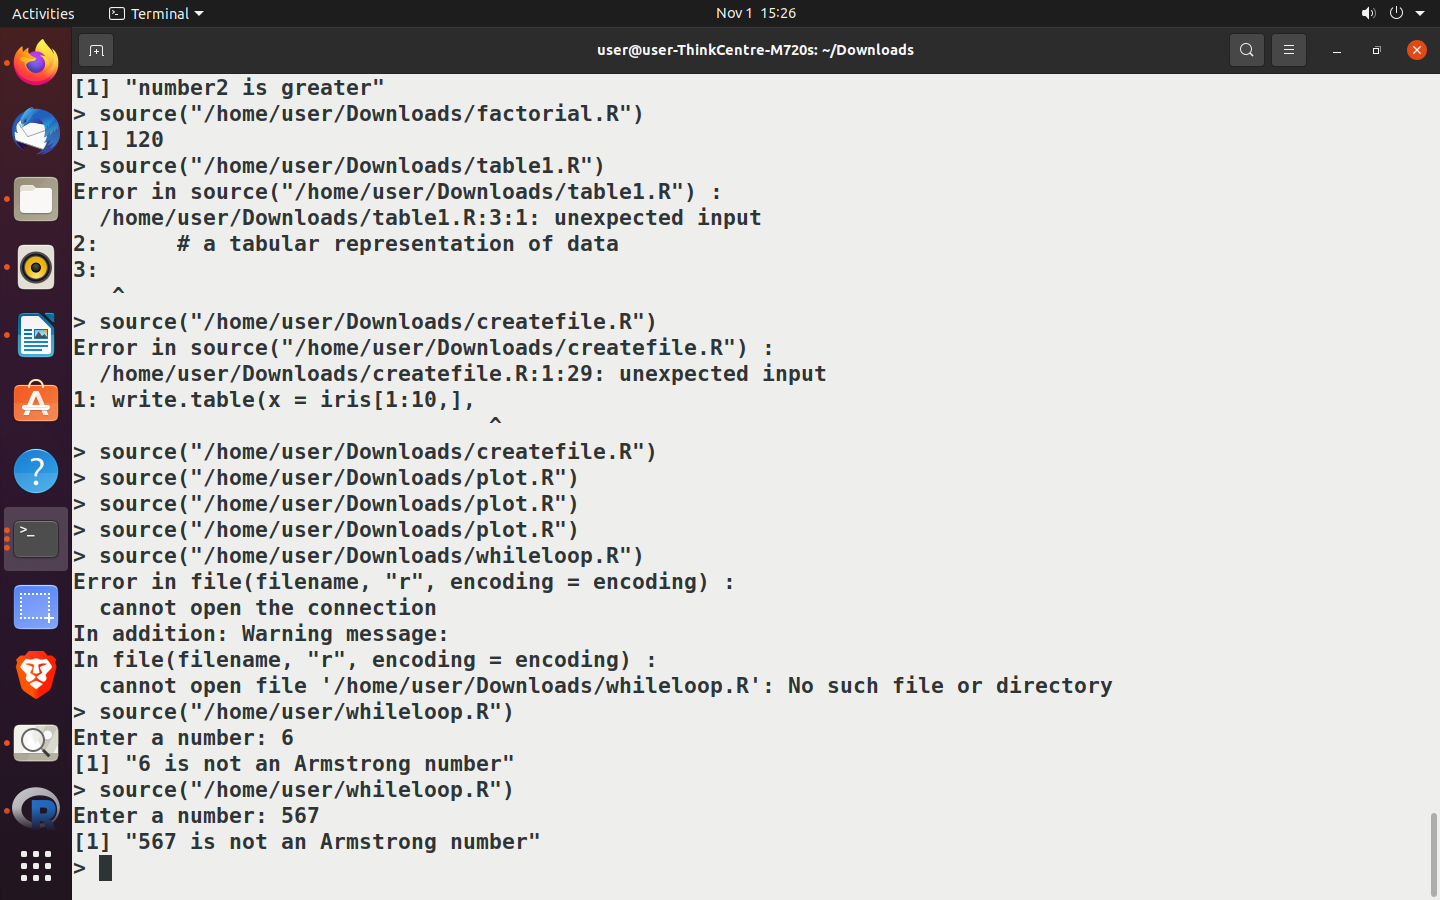 Activities
Terminal
Nov 1 15:26
user@user-ThinkCentre-M720s: ~/Downloads
[1] "number2 is greater"
> source("/home/user/Downloads/factorial.R")
[1] 120
> source("/home/user/Downloads/table1.R")
Error in source("/home/user/Downloads/table1.R") :
  /home/user/Downloads/table1.R:3:1: unexpected input
2:      # a tabular representation of data
3:
   ^
> source("/home/user/Downloads/createfile.R")
Error in source("/home/user/Downloads/createfile.R") :
  /home/user/Downloads/createfile.R:1:29: unexpected input
1: write.table(x = iris[1:10,],
                                ^
> source("/home/user/Downloads/createfile.R")
> source("/home/user/Downloads/plot.R")
> source("/home/user/Downloads/plot.R")
> source("/home/user/Downloads/plot.R")
> source("/home/user/Downloads/whileloop.R")
Error in file(filename, "r", encoding = encoding) :
  cannot open the connection
In addition: Warning message:
In file(filename, "r", encoding = encoding) :
  cannot open file '/home/user/Downloads/whileloop.R': No such file or directory
> source("/home/user/whileloop.R")
Enter a number: 6
[1] "6 is not an Armstrong number"
> source("/home/user/whileloop.R")
Enter a number: 567
[1] "567 is not an Armstrong number"
>